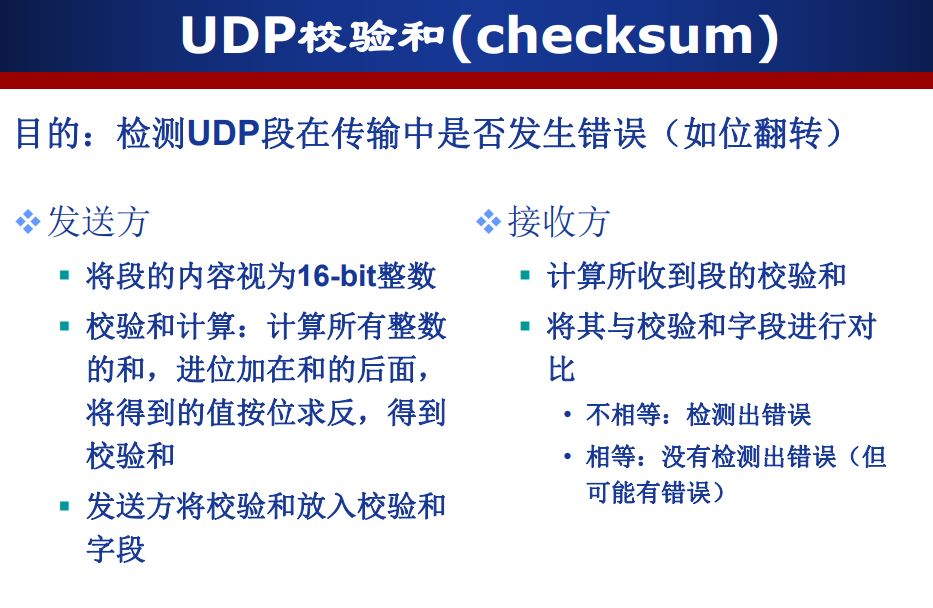 UDP校验和(checksum)
目的：检测UDP段在传输中是否发生错误（如位翻转）
发送方
将段的内容视为16-bit整数
校验和计算：计算所有整数
的和，进位加在和的后面，
将得到的值按位求反，得到
校验和
发送方将校验和放入校验和
字段
接收方
计算所收到段的校验和
将其与校验和字段进行对
比
不相等：检测出错误
相等：没有检测出错误（但
可能有错误）